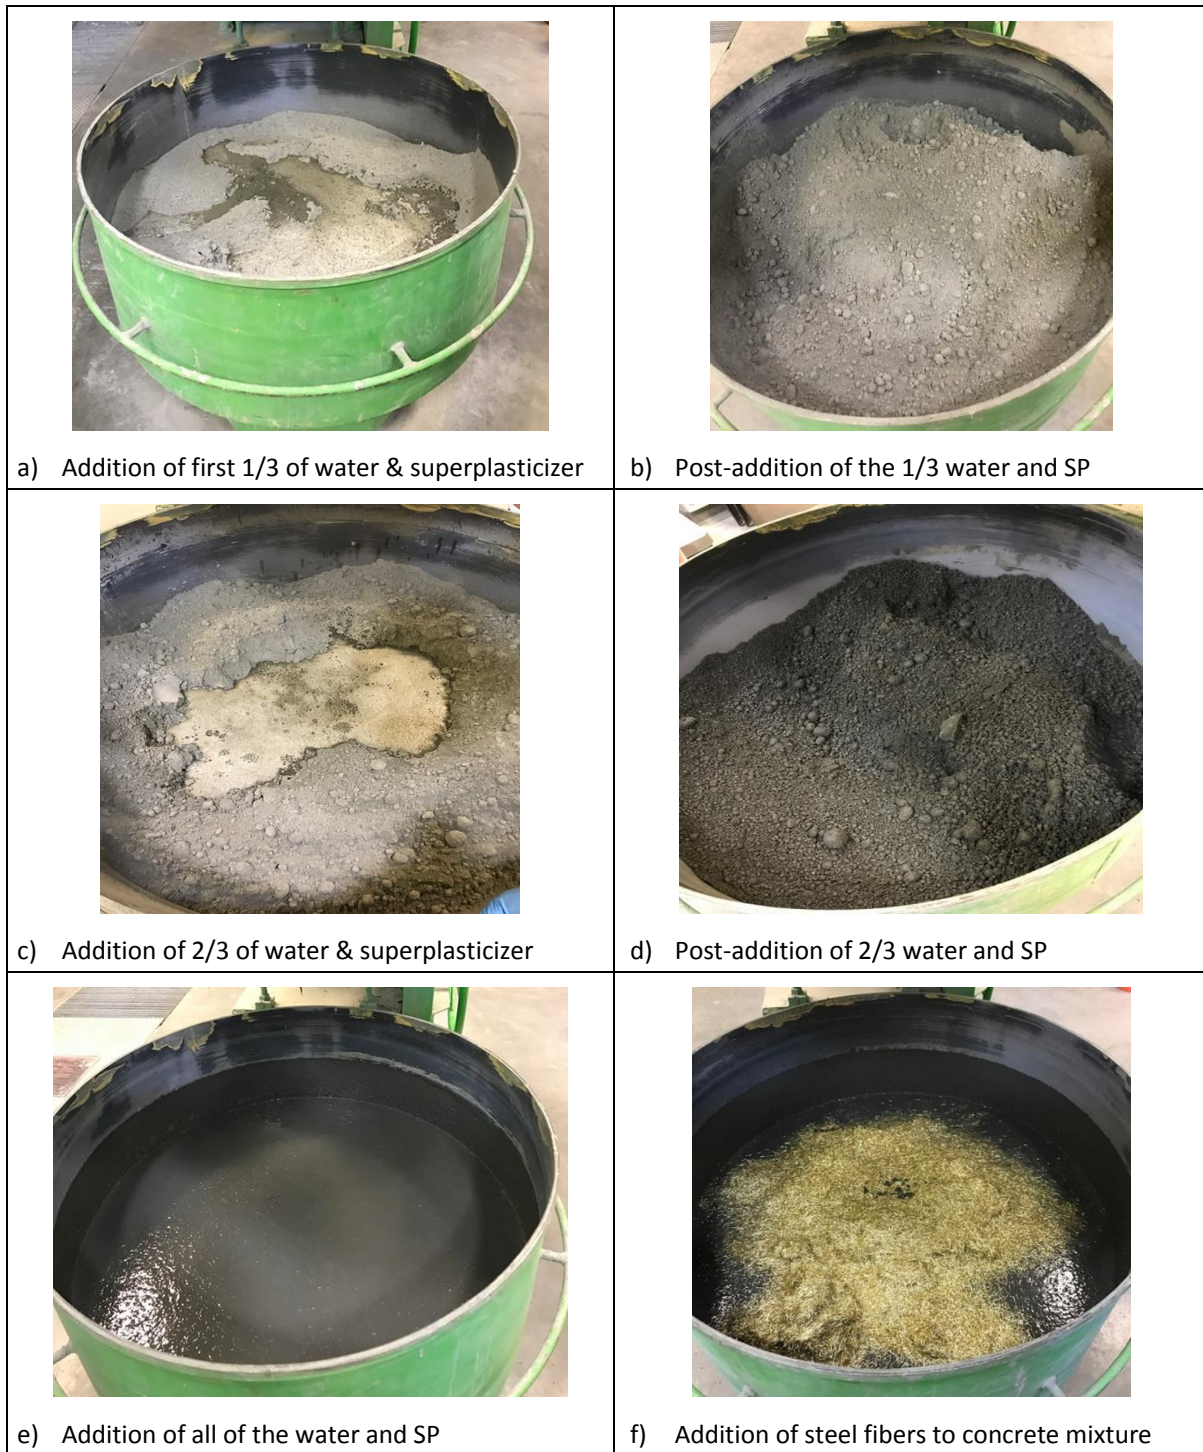 a) Addition of first 1/3 of water & superplasticizer
b) Post-addition of the 1/3 water and SP
c) Addition of 2/3 of water & superplasticizer
d) Post-addition of 2/3 water and SP
e) Addition of all of the water and SP
f) Addition of steel fibers to concrete mixture